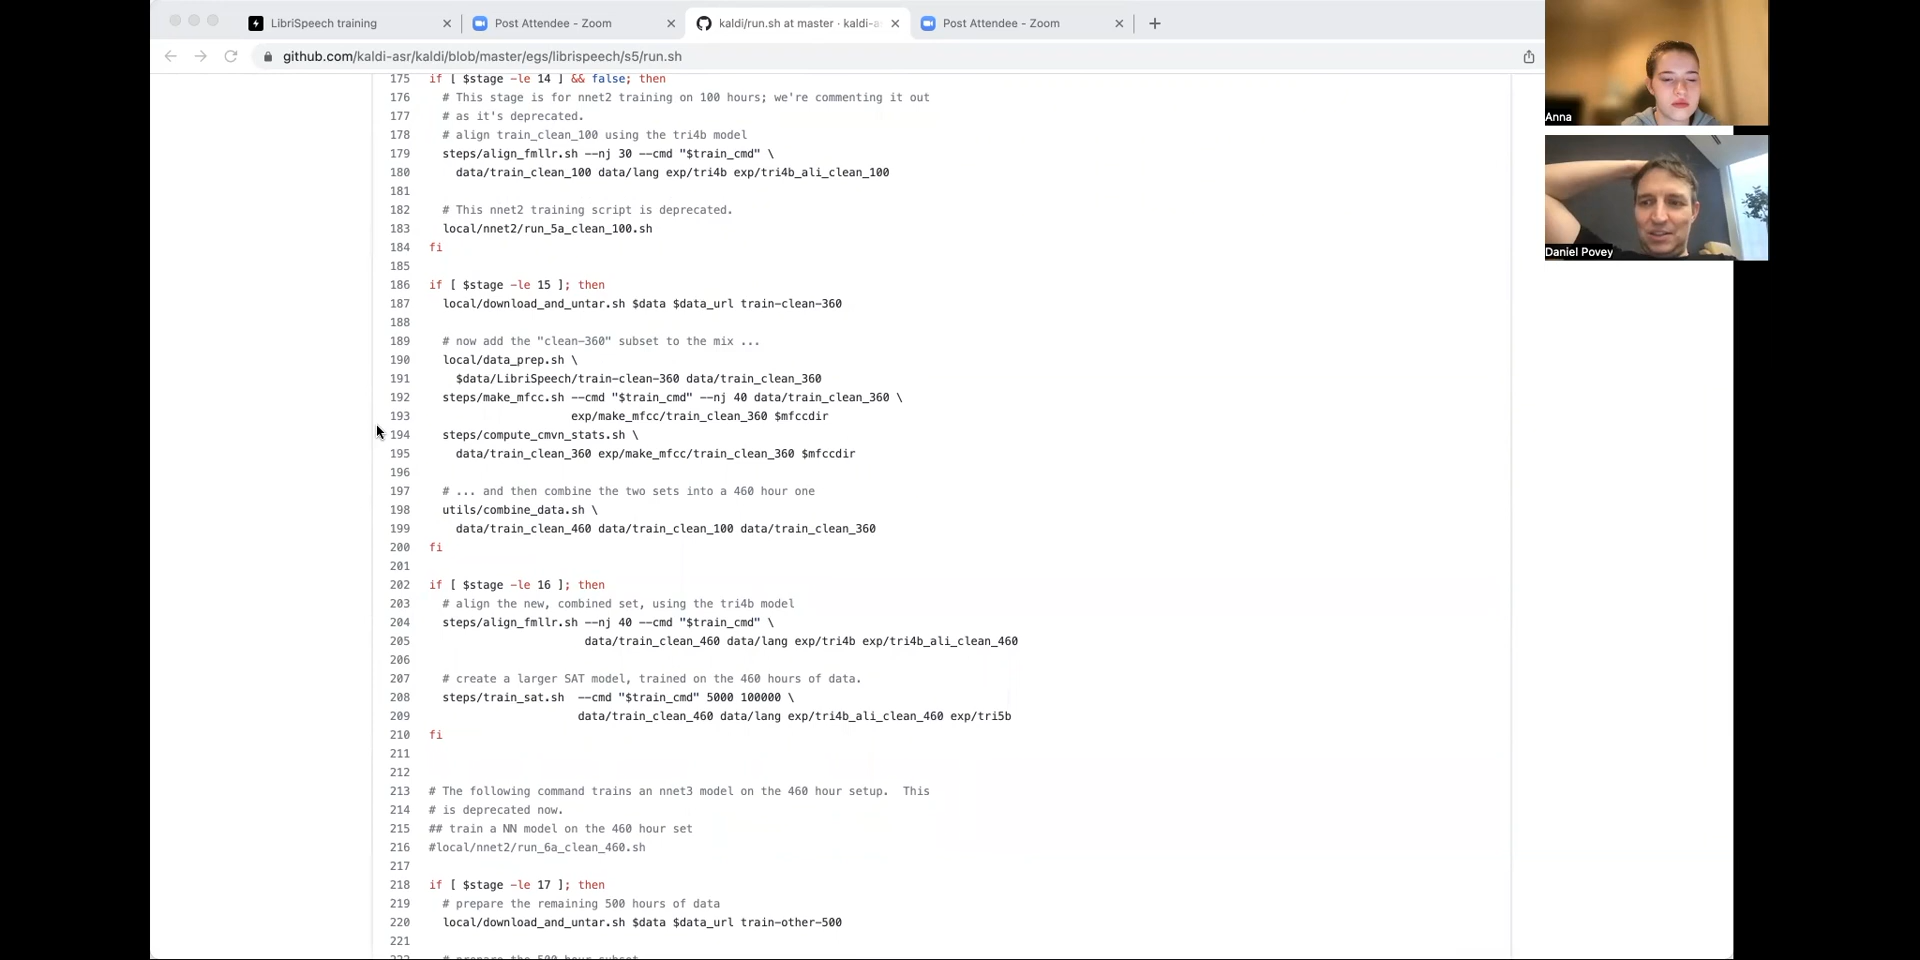 LibriSpeech training
Post Attendee - Zoom
kaldi/run.sh at master · kaldi-a
Post Attendee - Zoom
github.com/kaldi-asr/kaldi/blob/master/egs/librispeech/s5/run.sh
175 if [ $stage -le 14 ] && false; then
176 # This stage is for nnet2 training on 100 hours; we're commenting it out
177 # as it's deprecated.
178 # align train_clean_100 using the tri4b model
179 steps/align_fmllr.sh --nj 30 --cmd "$train_cmd" \
180 data/train_clean_100 data/lang exp/tri4b exp/tri4b_ali_clean_100
181
182 # This nnet2 training script is deprecated.
183 local/nnet2/run_5a_clean_100.sh
184 fi
185
186 if [ $stage -le 15 ]; then
187 local/download_and_untar.sh $data $data_url train-clean-360
188
189 # now add the "clean-360" subset to the mix ...
190 local/data_prep.sh \
191 $data/LibriSpeech/train-clean-360 data/train_clean_360
192 steps/make_mfcc.sh --cmd "$train_cmd" --nj 40 data/train_clean_360 \
193 exp/make_mfcc/train_clean_360 $mfccdir
194 steps/compute_cmvn_stats.sh \
195 data/train_clean_360 exp/make_mfcc/train_clean_360 $mfccdir
196
197 # ... and then combine the two sets into a 460 hour one
198 utils/combine_data.sh \
199 data/train_clean_460 data/train_clean_100 data/train_clean_360
200 fi
201
202 if [ $stage -le 16 ]; then
203 # align the new, combined set, using the tri4b model
204 steps/align_fmllr.sh --nj 40 --cmd "$train_cmd" \
205 data/train_clean_460 data/lang exp/tri4b exp/tri4b_ali_clean_460
206
207 # create a larger SAT model, trained on the 460 hours of data.
208 steps/train_sat.sh --cmd "$train_cmd" 5000 100000 \
209 data/train_clean_460 data/lang exp/tri4b_ali_clean_460 exp/tri5b
210 fi
211
212
213 # The following command trains an nnet3 model on the 460 hour setup. This
214 # is deprecated now.
215 ## train a NN model on the 460 hour set
216 #local/nnet2/run_6a_clean_460.sh
217
218 if [ $stage -le 17 ]; then
219 # prepare the remaining 500 hours of data
220 local/download_and_untar.sh $data $data_url train-other-500
221
Anna
Daniel Povey